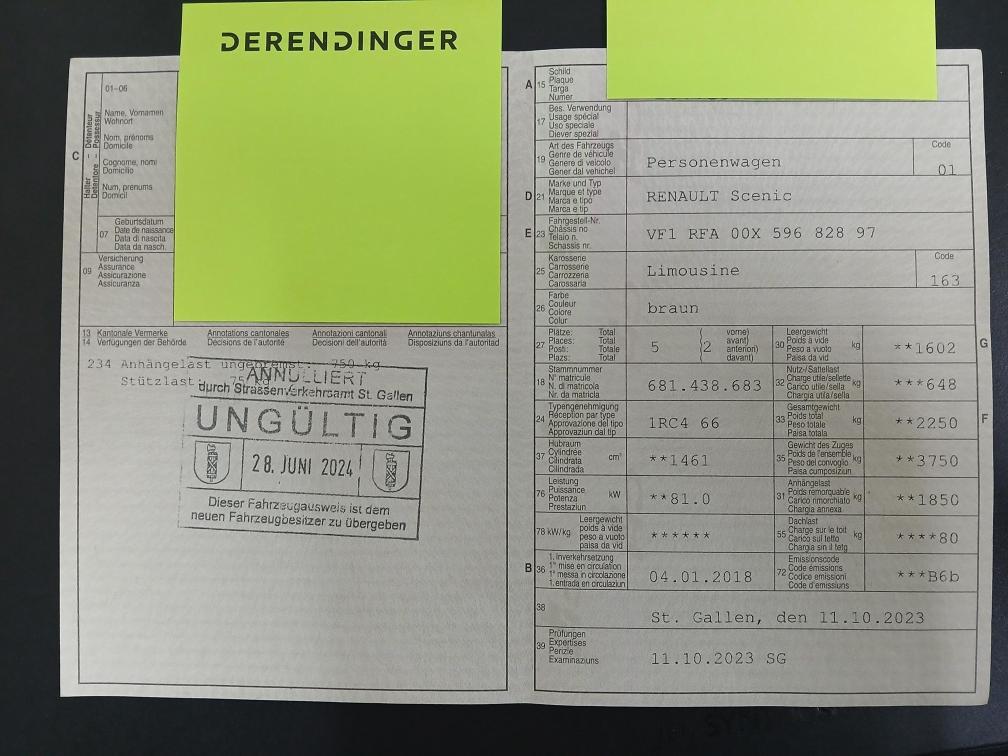 DERENDINGER
01-06
Name, Vornamen
Wohnort
Nom, prénoms
Domicile
Cognome, nomi
Domicilio
Num, prenums
Domicil
C
Halter – Détenteur
Detentore – Possessur
07
Geburtsdatum
Date de naissance
Data di nascita
Data da nasch.
09
Versicherung
Assurance
Assicurazione
Assicuranza
13 Kantonale Vermerke Annotations cantonales Annotazioni cantonali Annotaziuns chantunalas
14 Verfügungen der Behörde Décisions de l'autorité Decisioni dell'autorità Disposiziuns da l'autoritad
234 Anhängelast ungebremst: 750 kg
Stützlast: 75 kg
ANNULLIERT
durch Strassenverkehrsamt St. Gallen
UNGÜLTIG
28. JUNI 2024
Dieser Fahrzeugausweis ist dem
neuen Fahrzeugbesitzer zu übergeben
A 15
Schild
Plaque
Targa
Numer
17
Bes. Verwendung
Usage spécial
Uso speciale
Diever spezial
19
Art des Fahrzeugs
Genre de véhicule
Genere di veicolo
Gener dal vehichel
Personenwagen
Code
01
D 21
Marke und Typ
Marque et type
Marca e tipo
Marca e tip
RENAULT Scenic
E 23
Fahrgestell-Nr.
Châssis no
Telaio n.
Schassis nr.
VF1 RFA 00X 596 828 97
25
Karosserie
Carrosserie
Carrozzeria
Carossaria
Limousine
Code
163
26
Farbe
Couleur
Colore
Colur
braun
27
Plätze: Total ( vorne)
Places: Total ( avant)
Posti: Totale ( anteriori)
Plazs: Total ( davant)
5 2
30
Leergewicht
Poids à vide
Peso a vuoto
Paisa da vid
kg
**1602
G
18
Stammnummer
N° matricule
N. di matricola
Nr. da matricla
681.438.683
32
Nutz-/Sattellast
Charge utile/sellette
Carico utile/sella
Chargia utila/sella
kg
***648
24
Typengenehmigung
Réception par type
Approvazione del tipo
Approvaziun dal tip
1RC4 66
33
Gesamtgewicht
Poids total
Peso totale
Paisa totala
kg
**2250
F
37
Hubraum
Cylindrée
Cilindrata
Cilindrada
cm³
**1461
35
Gewicht des Zuges
Poids de l'ensemble
Peso del convoglio
Paisa cumposiziun
kg
**3750
76
Leistung
Puissance
Potenza
Prestaziun
kW
**81.0
31
Anhängelast
Poids remorquable
Carico rimorchiato
Chargia annexa
kg
**1850
78 kW/kg
Leergewicht
poids à vide
peso a vuoto
paisa da vid
******
55
Dachlast
Charge sur le toit
Carico sul tetto
Chargia sin il tetg
kg
****80
B 36
1. Inverkehrsetzung
1re mise en circulation
1a messa in circolazione
1. entrada en circulaziun
04.01.2018
72
Emissionscode
Code émissions
Codice emissioni
Code d'emissiuns
***B6b
38
St. Gallen, den 11.10.2023
39
Prüfungen
Expertises
Perizie
Examinaziuns
11.10.2023 SG